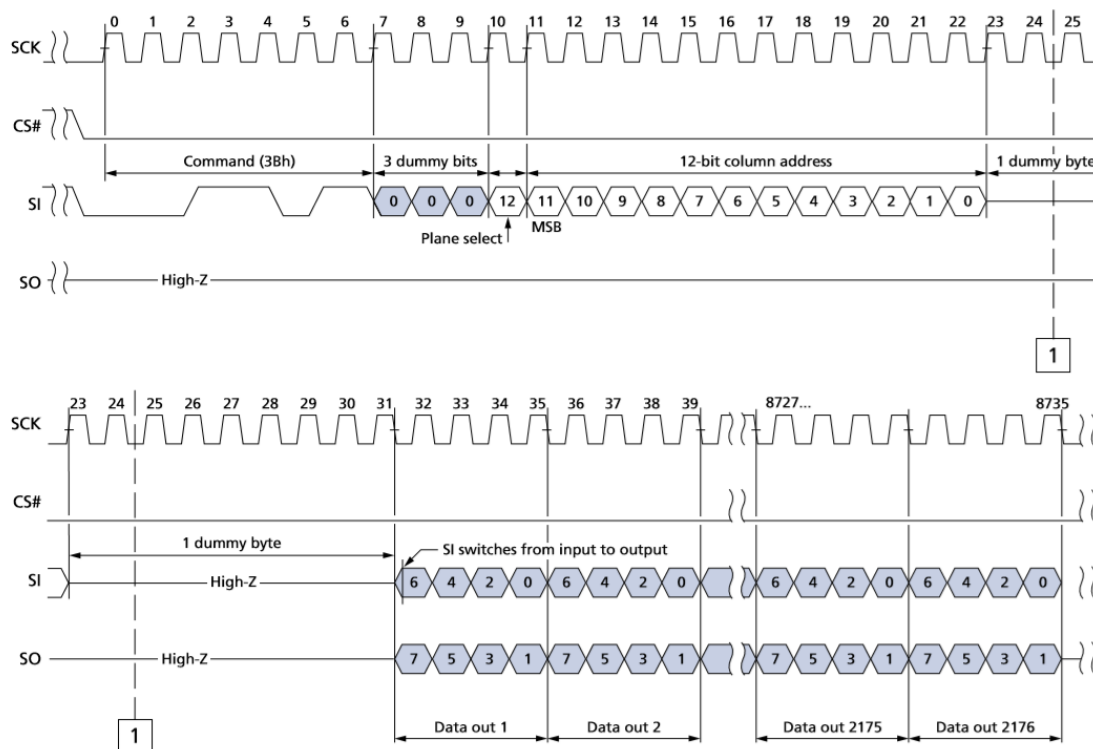 0 1 2 3 4 5 6 7 8 9 10 11 12 13 14 15 16 17 18 19 20 21 22 23 24 25
SCK
CS#
Command (3Bh) 3 dummy bits 12-bit column address 1 dummy byte
SI 0 0 0 12 11 10 9 8 7 6 5 4 3 2 1 0
Plane select MSB
SO High-Z
1
23 24 25 26 27 28 29 30 31 32 33 34 35 36 37 38 39 8727... 8735
SCK
CS#
1 dummy byte SI switches from input to output
SI High-Z 6 4 2 0 6 4 2 0 6 4 2 0 6 4 2 0
SO High-Z 7 5 3 1 7 5 3 1 7 5 3 1 7 5 3 1
1 Data out 1 Data out 2 Data out 2175 Data out 2176